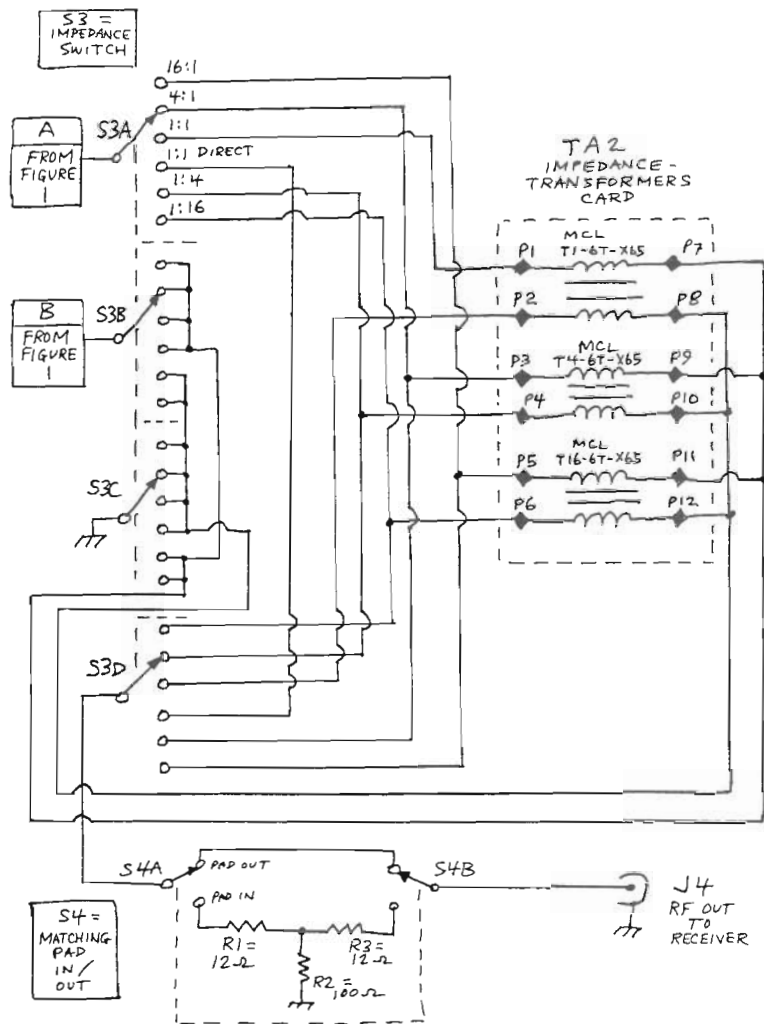 S3 =
IMPEDANCE
SWITCH
16:1
4:1
1:1
1:1 DIRECT
1:4
1:16
S3A
A
FROM
FIGURE
1
S3B
B
FROM
FIGURE
1
S3C
S3D
TA2
IMPEDANCE-
TRANSFORMERS
CARD
MCL
P1 T1-6T-X65 P7
P2 P8
MCL
P3 T4-6T-X65 P9
P4 P10
MCL
P5 T16-6T-X65 P11
P6 P12
S4A
PAD OUT
S4B
PAD IN
R1 =
12Ω
R3 =
12Ω
R2 =
100Ω
J4
RF OUT
TO
RECEIVER
S4 =
MATCHING
PAD
IN/
OUT